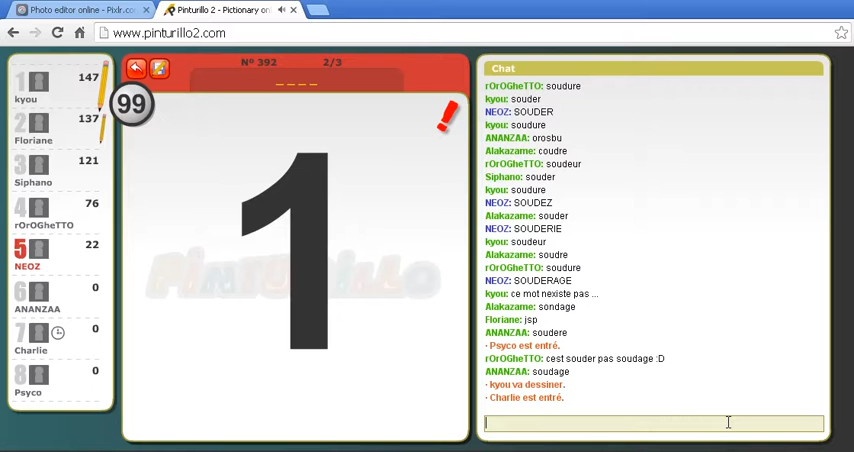 Photo editor online - Pixlr.co
Pinturillo 2 - Pictionary on
www.pinturillo2.com
1
kyou
147
2
Floriane
137
3
Siphano
121
4
rOrOGheTTO
76
5
NEOZ
22
6
ANANZAA
0
7
Charlie
0
8
Psyco
0
99
Nº 392
2/3
_ _ _ _
!
1
PINTURILLO
Chat
rOrOGheTTO: soudure
kyou: souder
NEOZ: SOUDER
kyou: soudure
ANANZAA: orosbu
Alakazame: coudre
rOrOGheTTO: soudeur
Siphano: souder
kyou: soudure
NEOZ: SOUDEZ
Alakazame: souder
NEOZ: SOUDERIE
kyou: soudeur
Alakazame: soudre
rOrOGheTTO: soudure
NEOZ: SOUDERAGE
kyou: ce mot nexiste pas ...
Alakazame: sondage
Floriane: jsp
ANANZAA: soudere
· Psyco est entré.
rOrOGheTTO: cest souder pas soudage :D
ANANZAA: soudage
· kyou va dessiner.
· Charlie est entré.